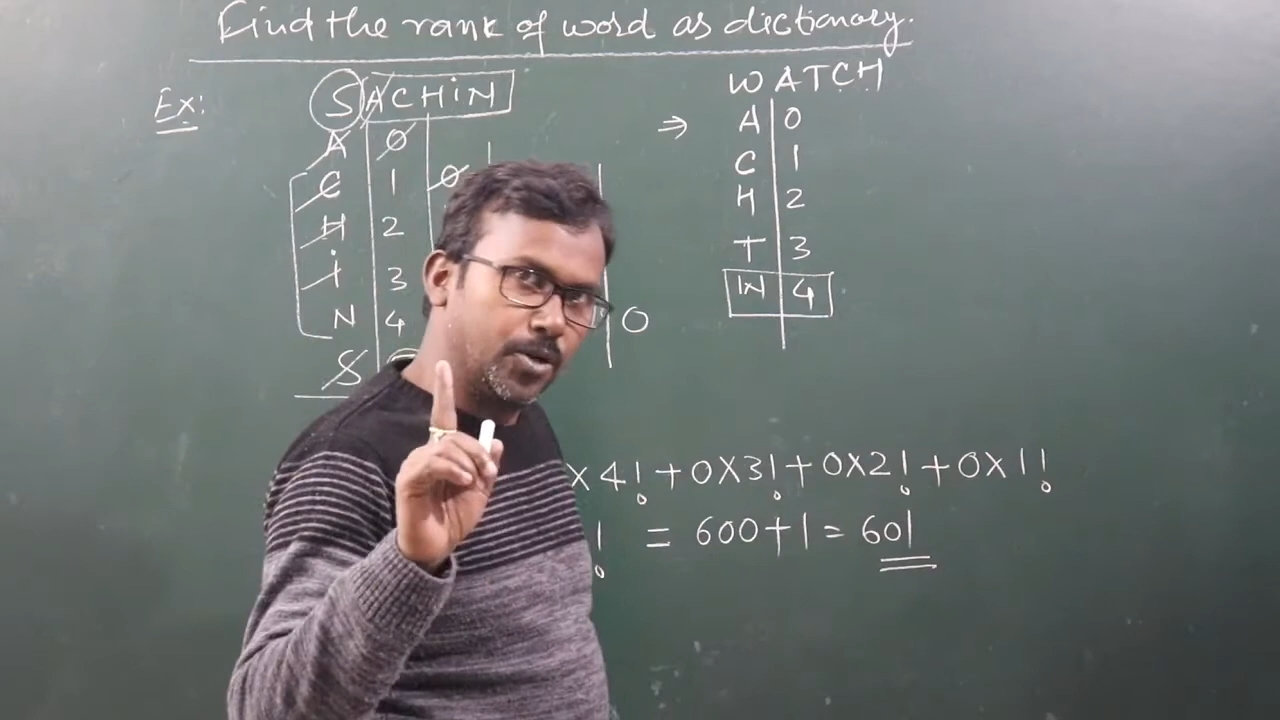 Find the rank of word as dictionary.
Ex: SACHiN
A 0
C 1 0
H 2
i 3
N 4 0
S
⇒ WATCH
A 0
C 1
H 2
T 3
W 4
X 4! + 0X3! + 0X2! + 0X1!
! = 600+1 = 601